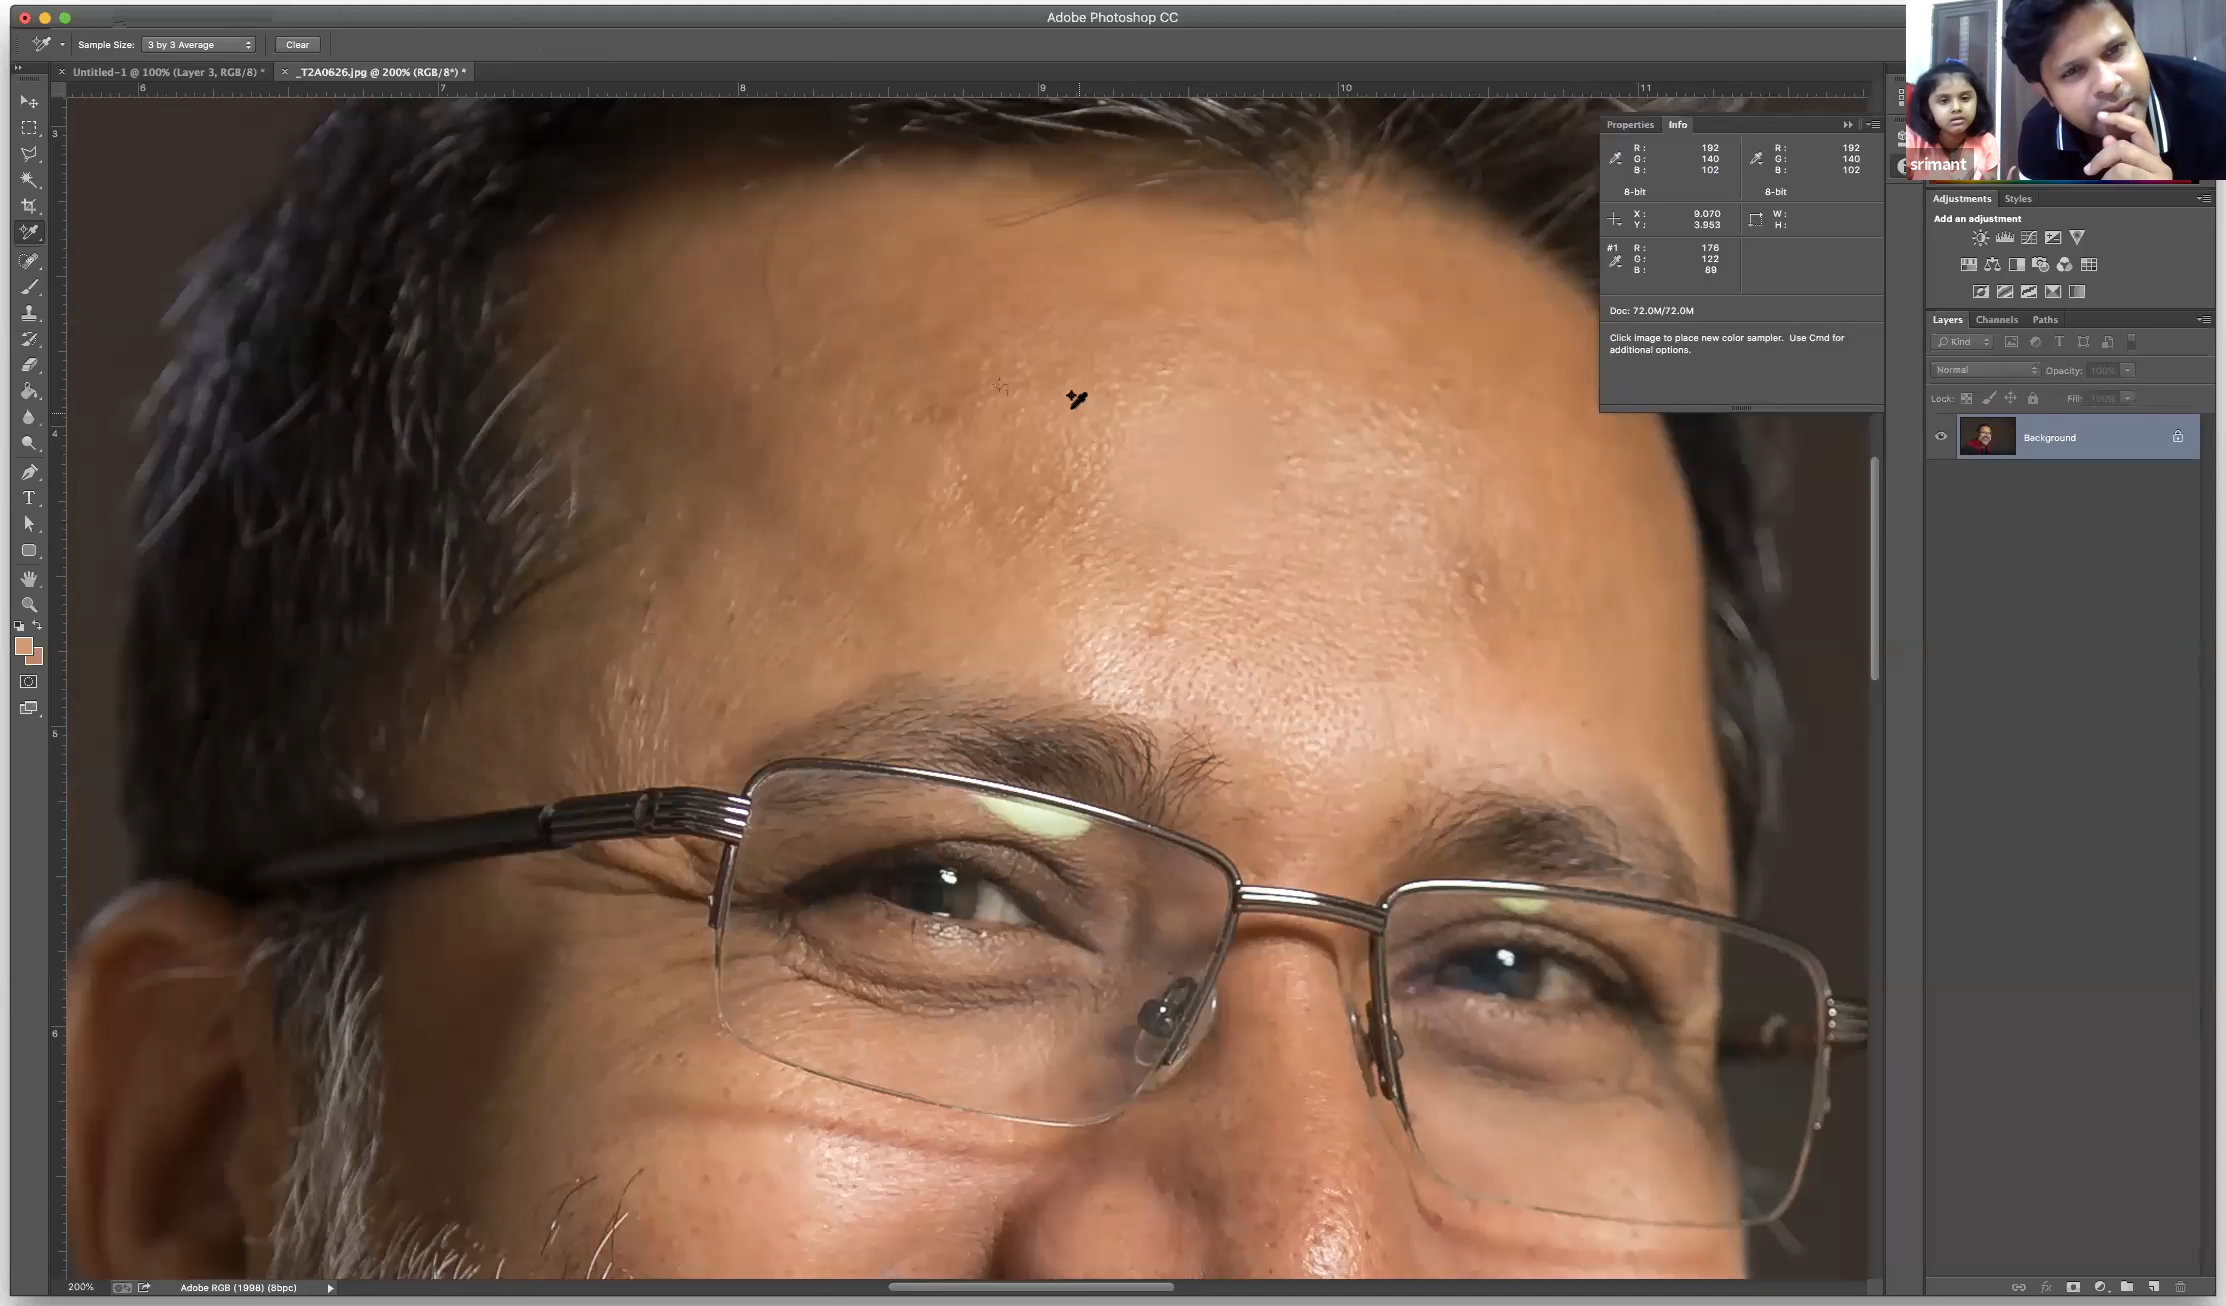 Adobe Photoshop CC
Sample Size: 3 by 3 Average Clear
Untitled-1 @ 100% (Layer 3, RGB/8) *
_T2A0626.jpg @ 200% (RGB/8*) *
6 7 8 9 10 11
3
4
5
6
Properties Info
R: 192 R: 192
G: 140 G: 140
B: 102 B: 102
8-bit 8-bit
X: 9.070 W:
Y: 3.953 H:
#1 R: 176
G: 122
B: 89
Doc: 72.0M/72.0M
Click image to place new color sampler. Use Cmd for
additional options.
srimant
Adjustments Styles
Add an adjustment
Layers Channels Paths
Kind
Normal Opacity: 100%
Lock: Fill: 100%
Background
200% Adobe RGB (1998) (8bpc)